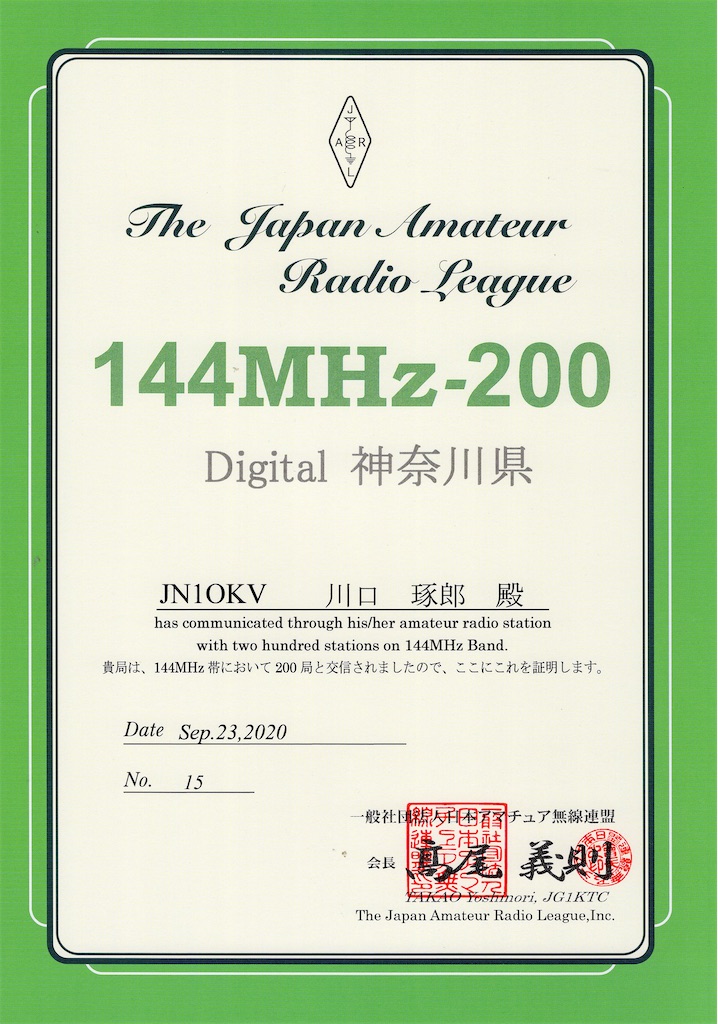 J
A R
L
The Japan Amateur
Radio League
144MHz-200
Digital 神奈川県
JN1OKV 川口 琢郎 殿
has communicated through his/her amateur radio station
with two hundred stations on 144MHz Band.
貴局は、144MHz 帯において 200 局と交信されましたので、ここにこれを証明します。
Date Sep.23,2020
No. 15
一般社団法人日本アマチュア無線連盟
会長 髙尾 義則
TAKAO Yoshinori, JG1KTC
The Japan Amateur Radio League,Inc.